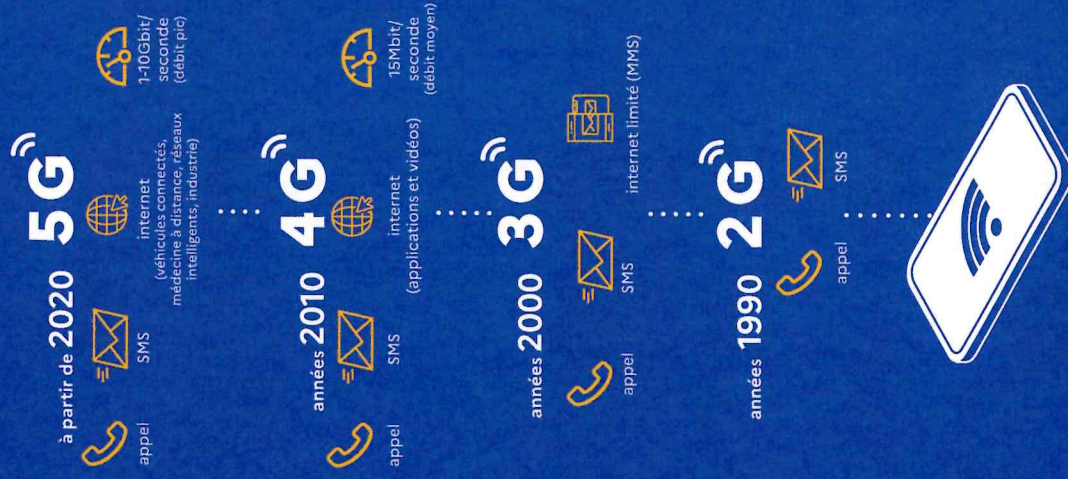 à partir de 2020 5G
appel
SMS
internet
(véhicules connectés,
médecine à distance, réseaux
intelligents, industrie)
1-10Gbit/
seconde
(débit pic)
années 2010 4G
appel
SMS
internet
(applications et vidéos)
15Mbit/
seconde
(débit moyen)
années 2000 3G
appel
SMS
internet limité (MMS)
années 1990 2G
appel
SMS